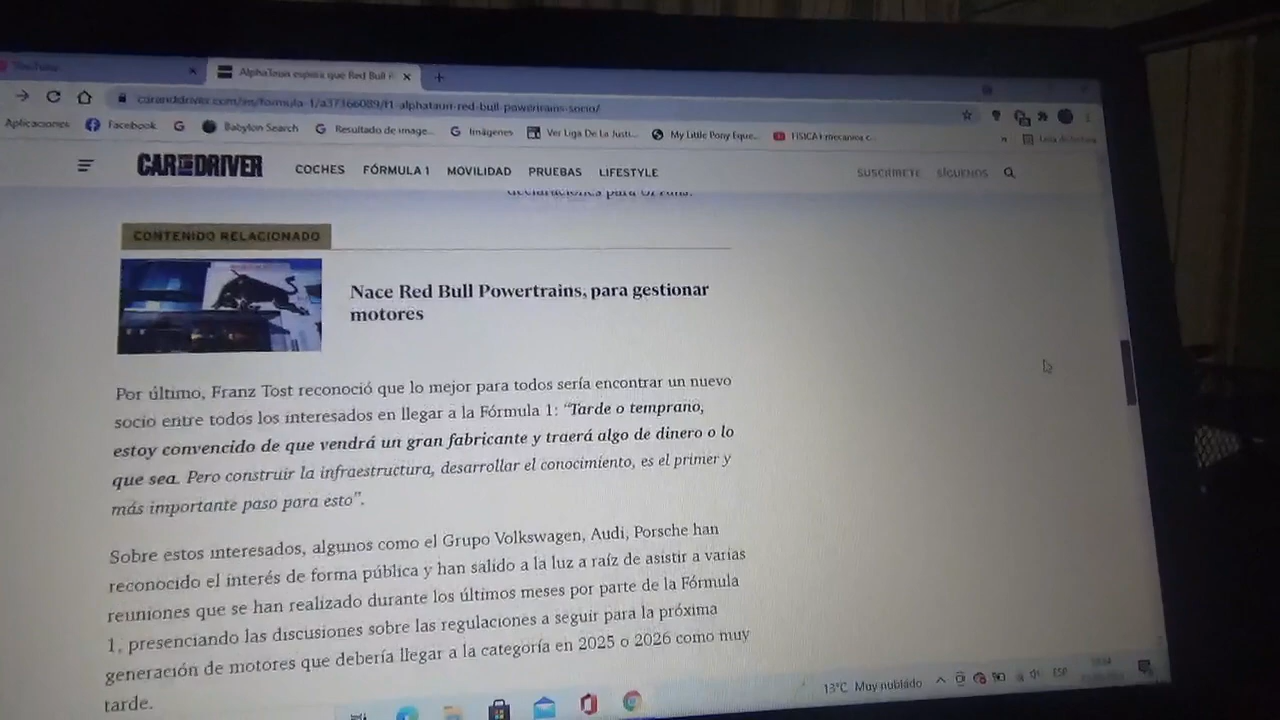 YouTube
AlphaTauri espera que Red Bull P
caranddriver.com/es/formula-1/a37366089/f1-alphatauri-red-bull-powertrains-socio/
Aplicaciones Facebook Babylon Search Resultado de image... Imágenes Ver Liga De La Justi... My Little Pony Eque... FISICA i mecanica c... Lista de lectura
CAR AND DRIVER COCHES FÓRMULA 1 MOVILIDAD PRUEBAS LIFESTYLE SUSCRÍBETE SÍGUENOS
declaraciones para
CONTENIDO RELACIONADO
Nace Red Bull Powertrains, para gestionar
motores
Por último, Franz Tost reconoció que lo mejor para todos sería encontrar un nuevo
socio entre todos los interesados en llegar a la Fórmula 1: “Tarde o temprano,
estoy convencido de que vendrá un gran fabricante y traerá algo de dinero o lo
que sea. Pero construir la infraestructura, desarrollar el conocimiento, es el primer y
más importante paso para esto”.
Sobre estos interesados, algunos como el Grupo Volkswagen, Audi, Porsche han
reconocido el interés de forma pública y han salido a la luz a raíz de asistir a varias
reuniones que se han realizado durante los últimos meses por parte de la Fórmula
1, presenciando las discusiones sobre las regulaciones a seguir para la próxima
generación de motores que debería llegar a la categoría en 2025 o 2026 como muy
tarde.
13°C Muy nublado ESP